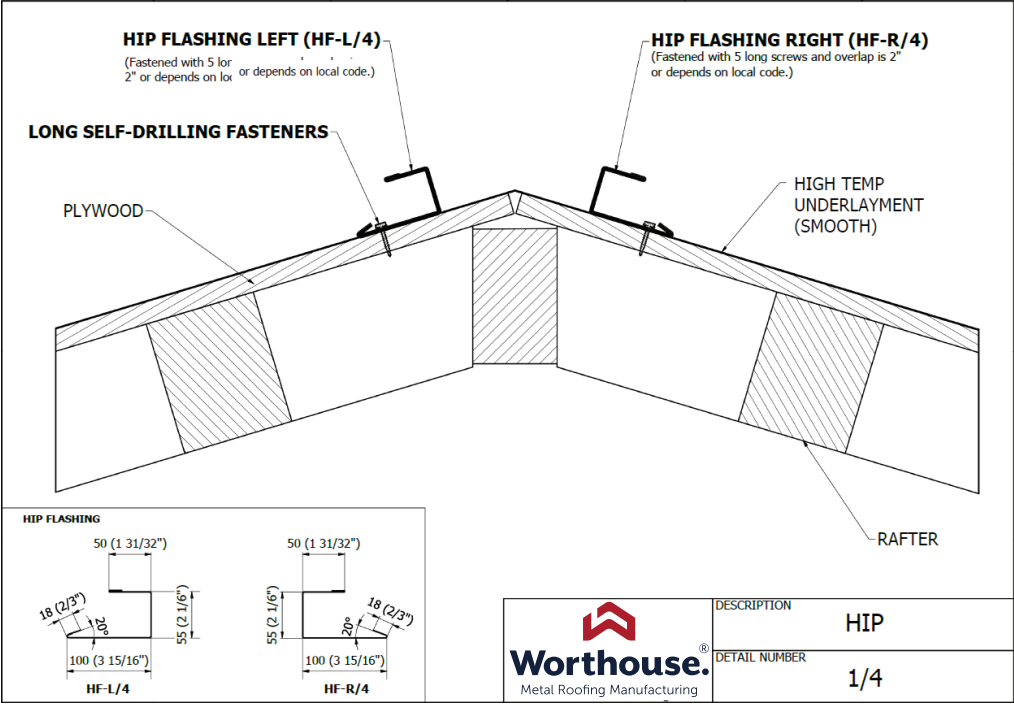 HIP FLASHING LEFT (HF-L/4)
(Fastened with 5
2" or depends on or depends on local code.)
HIP FLASHING RIGHT (HF-R/4)
(Fastened with 5 long screws and overlap is 2"
or depends on local code.)
LONG SELF-DRILLING FASTENERS
PLYWOOD
HIGH TEMP
UNDERLAYMENT
(SMOOTH)
RAFTER
HIP FLASHING
50 (1 31/32")
18 (2/3")
20°
55 (2 1/6")
100 (3 15/16")
HF-L/4
50 (1 31/32")
55 (2 1/6")
18 (2/3")
20°
100 (3 15/16")
HF-R/4
Worthouse.®
Metal Roofing Manufacturing
DESCRIPTION
HIP
DETAIL NUMBER
1/4